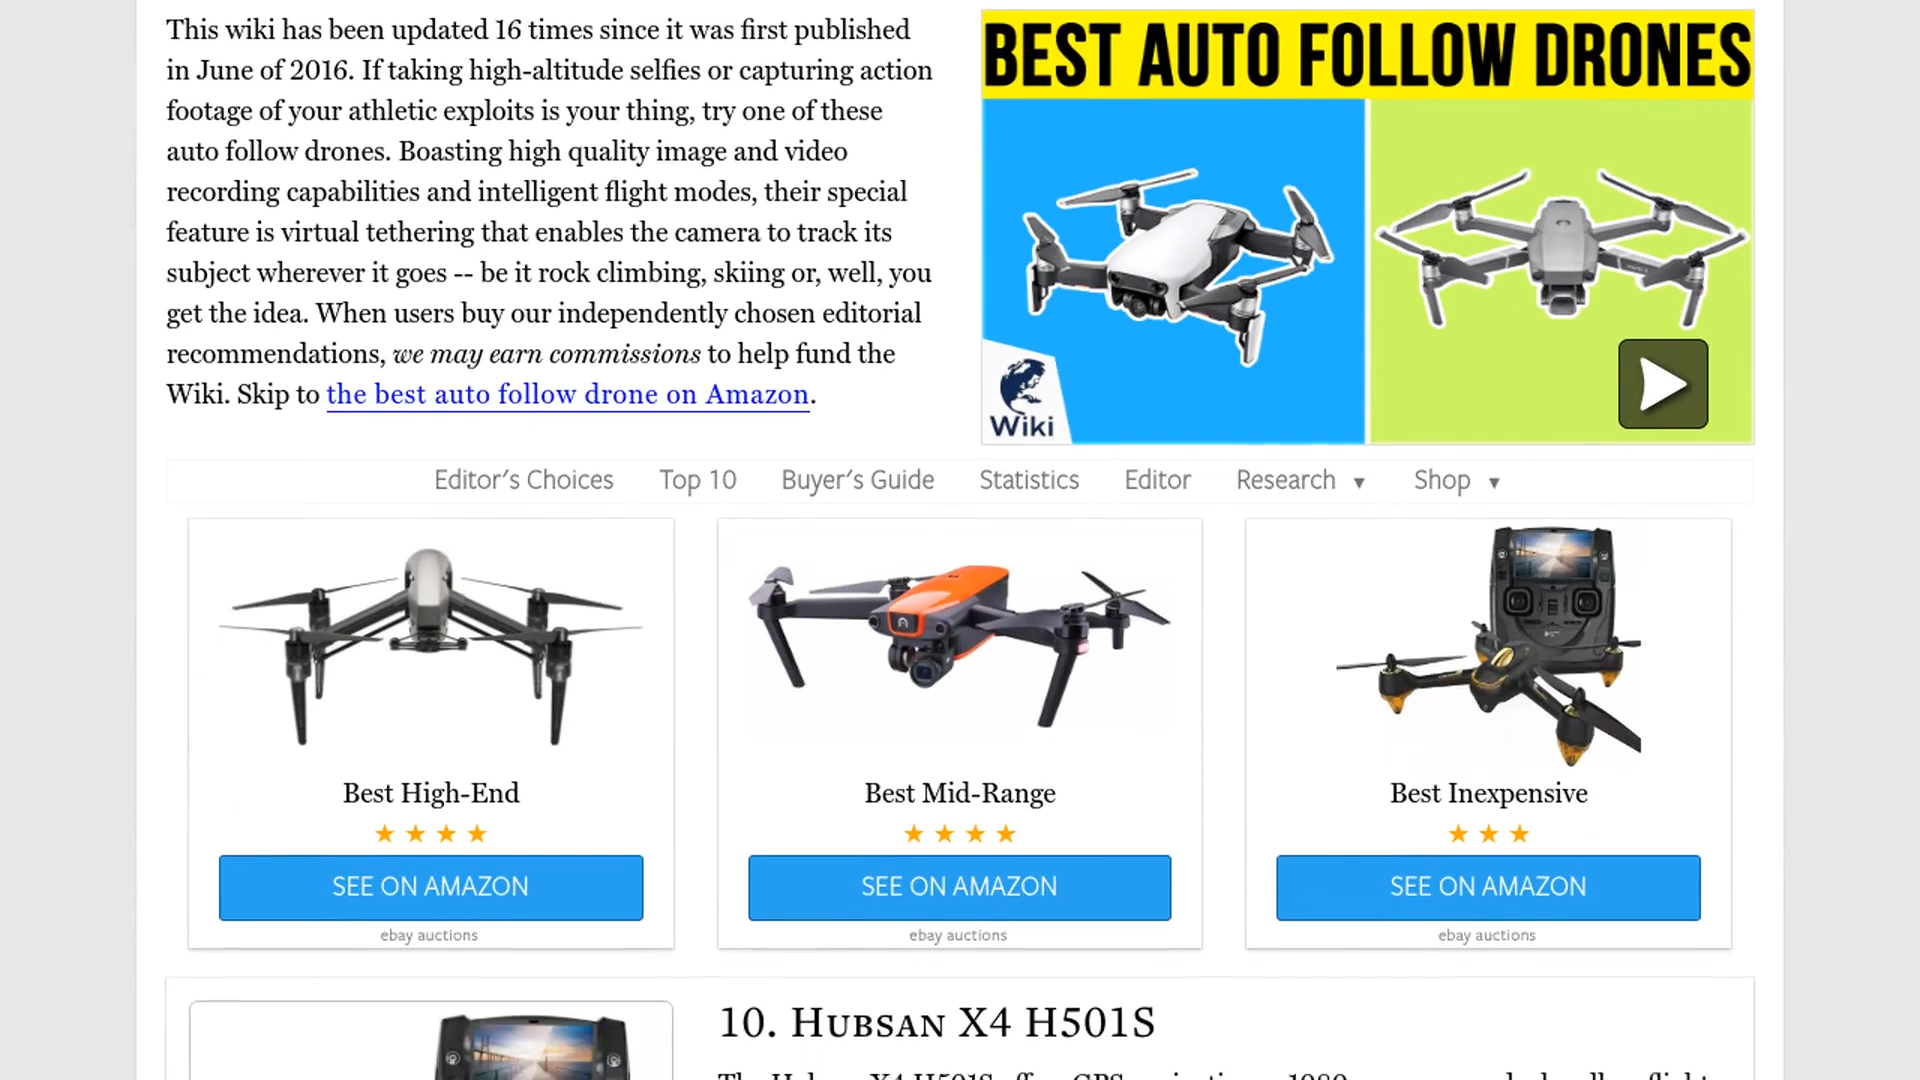 This wiki has been updated 16 times since it was first published
in June of 2016. If taking high-altitude selfies or capturing action
footage of your athletic exploits is your thing, try one of these
auto follow drones. Boasting high quality image and video
recording capabilities and intelligent flight modes, their special
feature is virtual tethering that enables the camera to track its
subject wherever it goes -- be it rock climbing, skiing or, well, you
get the idea. When users buy our independently chosen editorial
recommendations, we may earn commissions to help fund the
Wiki. Skip to the best auto follow drone on Amazon.
BEST AUTO FOLLOW DRONES
Wiki
Editor's Choices Top 10 Buyer's Guide Statistics Editor Research ▼ Shop ▼
Best High-End
★ ★ ★ ★
SEE ON AMAZON
ebay auctions
Best Mid-Range
★ ★ ★ ★
SEE ON AMAZON
ebay auctions
Best Inexpensive
★ ★ ★
SEE ON AMAZON
ebay auctions
10. HUBSAN X4 H501S
The Hubsan X4 H501S offers GPS